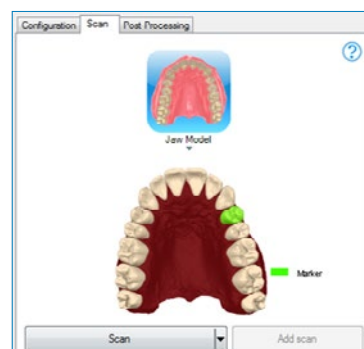 Configuration Scan Post Processing
?
Jaw Model
Marker
Scan Add scan